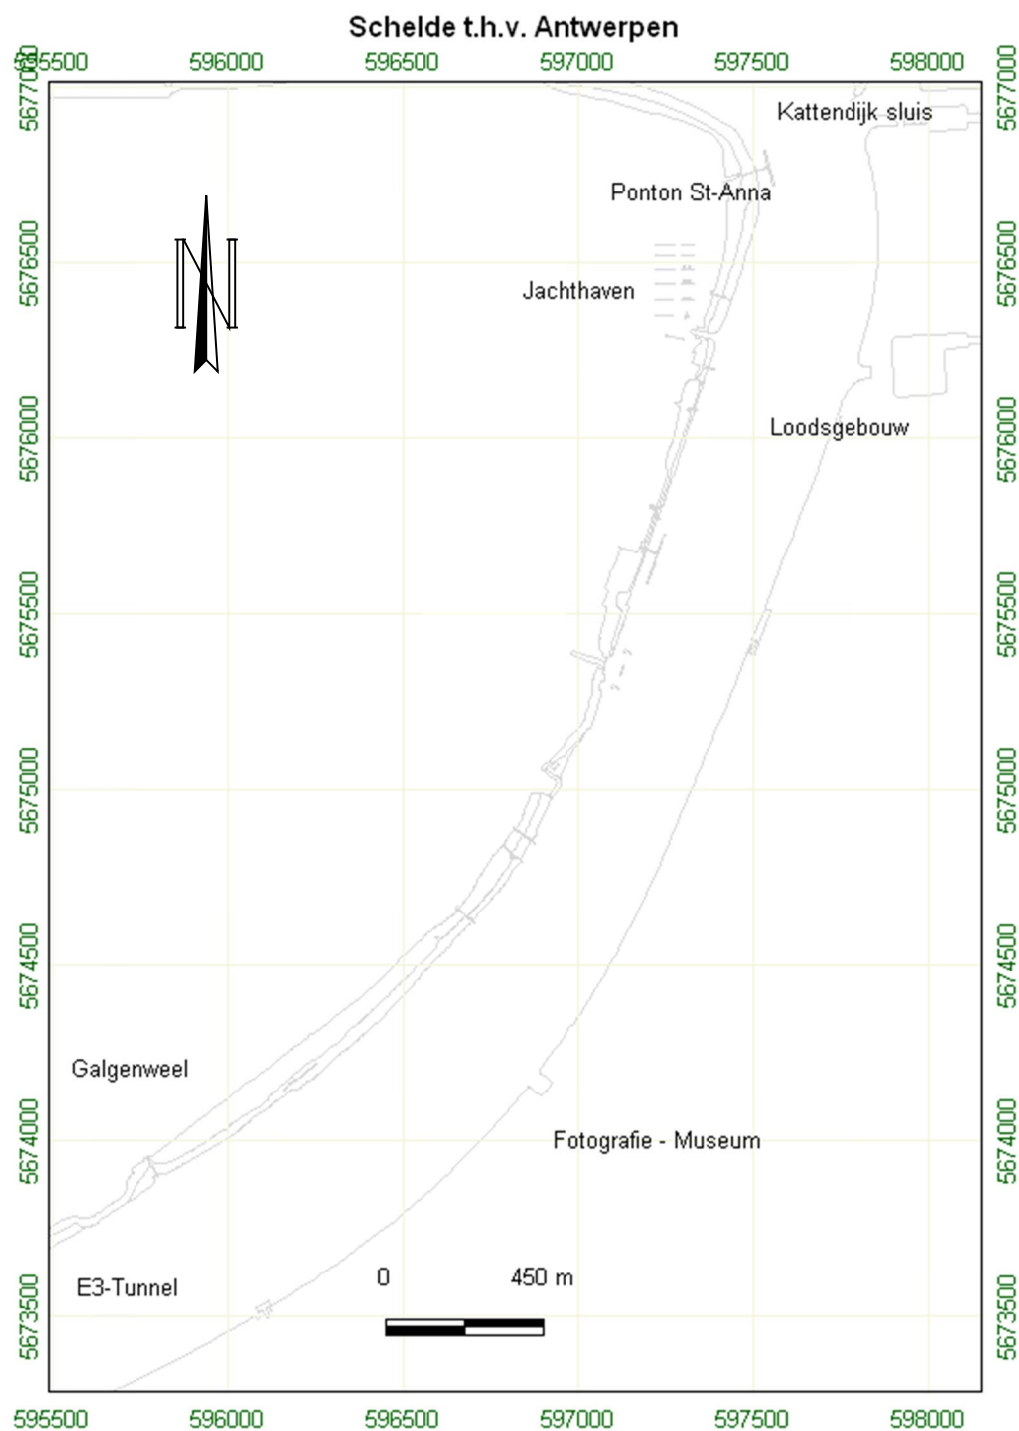 Schelde t.h.v. Antwerpen
595500 596000 596500 597000 597500 598000
5677000 5677000
Kattendijk sluis
Ponton St-Anna
N
5676500 5676500
Jachthaven
Loodsgebouw
5676000 5676000
5675500 5675500
5675000 5675000
5674500 5674500
Galgenweel
5674000 5674000
Fotografie - Museum
E3-Tunnel
0 450 m
5673500 5673500
595500 596000 596500 597000 597500 598000